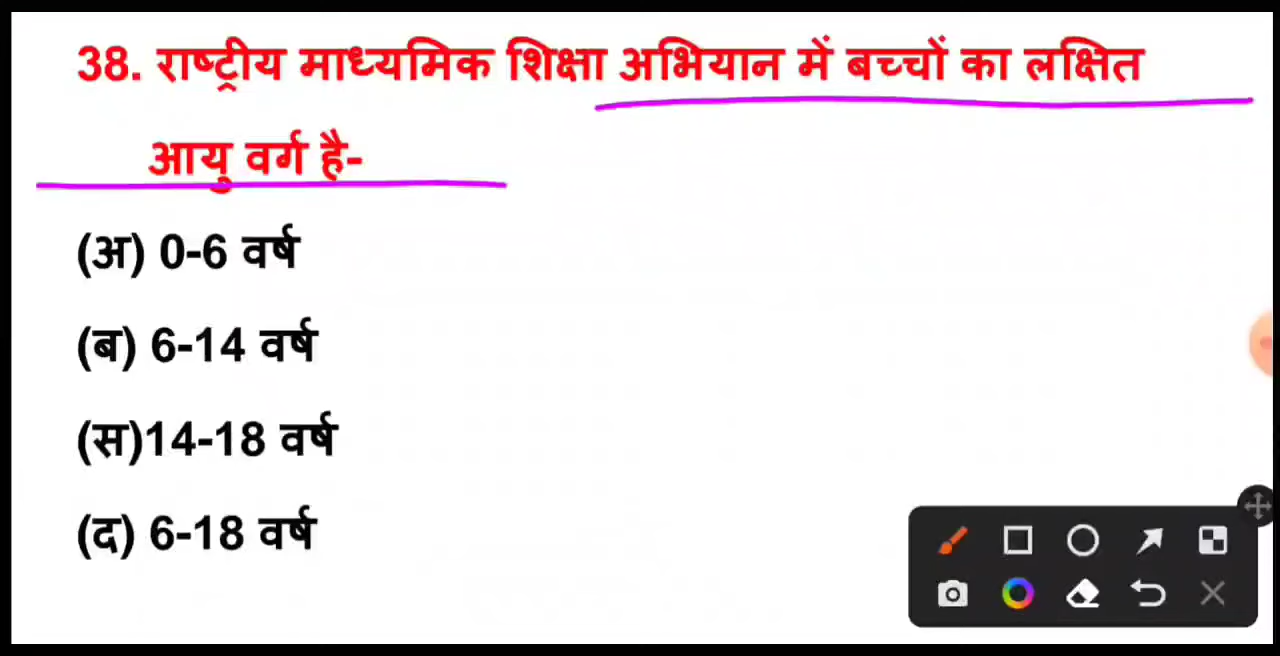 38. राष्ट्रीय माध्यमिक शिक्षा अभियान में बच्चों का लक्षित
आयु वर्ग है-
(अ) 0-6 वर्ष
(ब) 6-14 वर्ष
(स)14-18 वर्ष
(द) 6-18 वर्ष